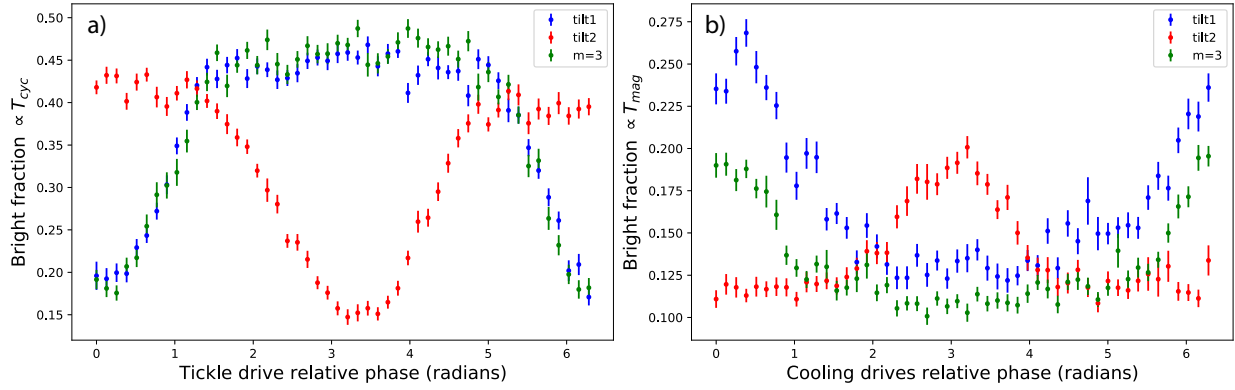 a)
tilt1
tilt2
m=3
0.50
0.45
0.40
0.35
0.30
0.25
0.20
0.15
Bright fraction ∝ T_cyc
0 1 2 3 4 5 6
Tickle drive relative phase (radians)
b)
tilt1
tilt2
m=3
0.275
0.250
0.225
0.200
0.175
0.150
0.125
0.100
Bright fraction ∝ T_mag
0 1 2 3 4 5 6
Cooling drives relative phase (radians)